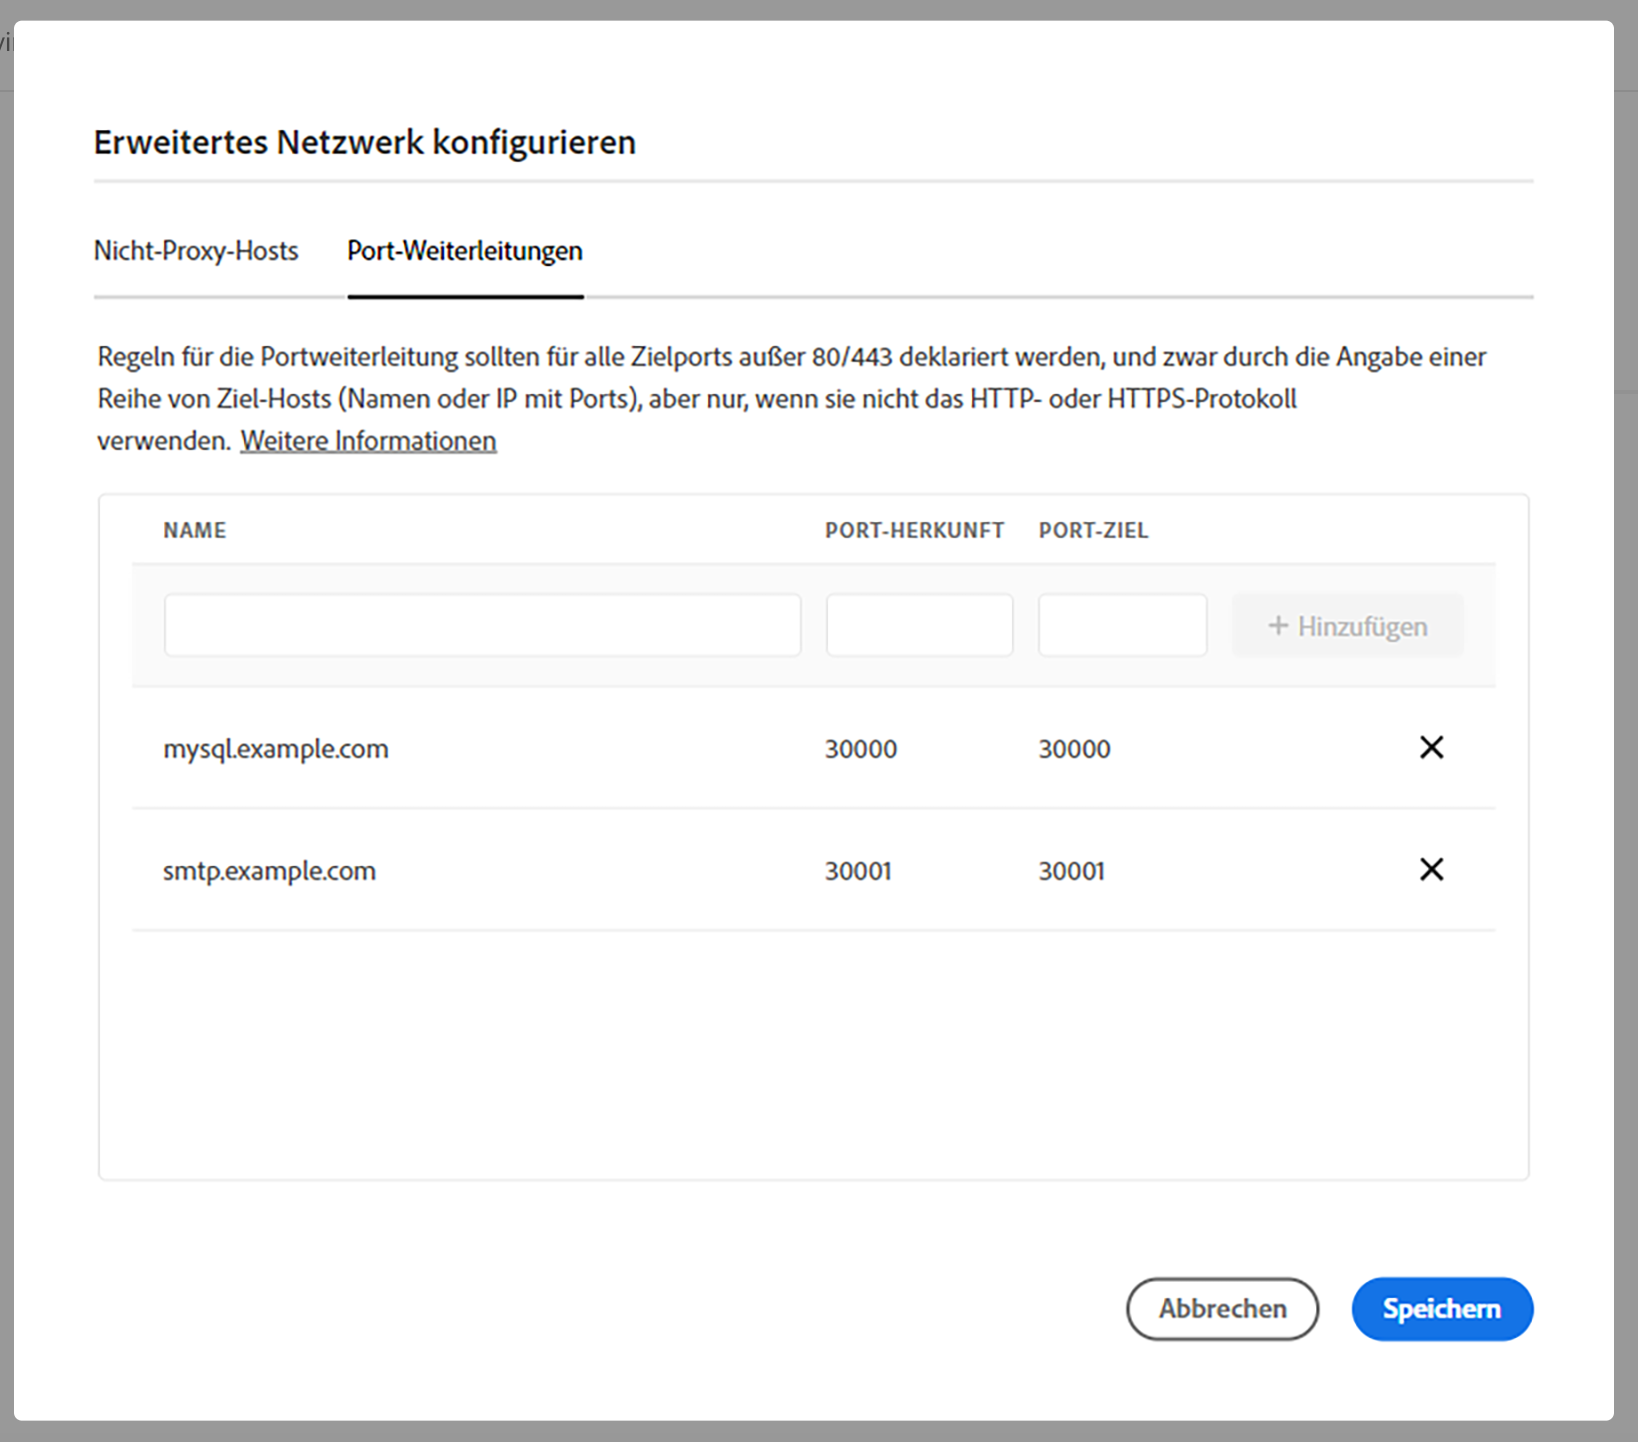 Erweitertes Netzwerk konfigurieren
Nicht-Proxy-Hosts Port-Weiterleitungen
Regeln für die Portweiterleitung sollten für alle Zielports außer 80/443 deklariert werden, und zwar durch die Angabe einer
Reihe von Ziel-Hosts (Namen oder IP mit Ports), aber nur, wenn sie nicht das HTTP- oder HTTPS-Protokoll
verwenden. Weitere Informationen
NAME PORT-HERKUNFT PORT-ZIEL
+ Hinzufügen
mysql.example.com 30000 30000
smtp.example.com 30001 30001
Abbrechen Speichern